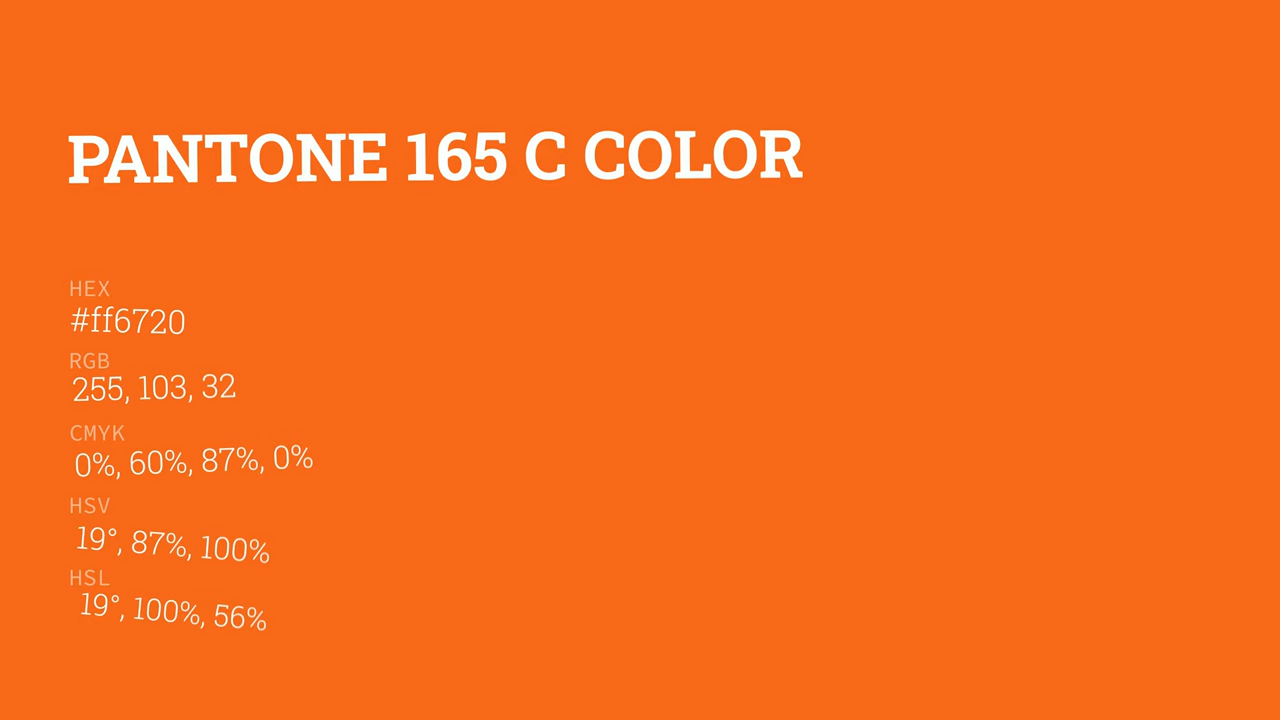 PANTONE 165 C COLOR
HEX
#ff6720
RGB
255, 103, 32
CMYK
0%, 60%, 87%, 0%
HSV
19°, 87%, 100%
HSL
19°, 100%, 56%